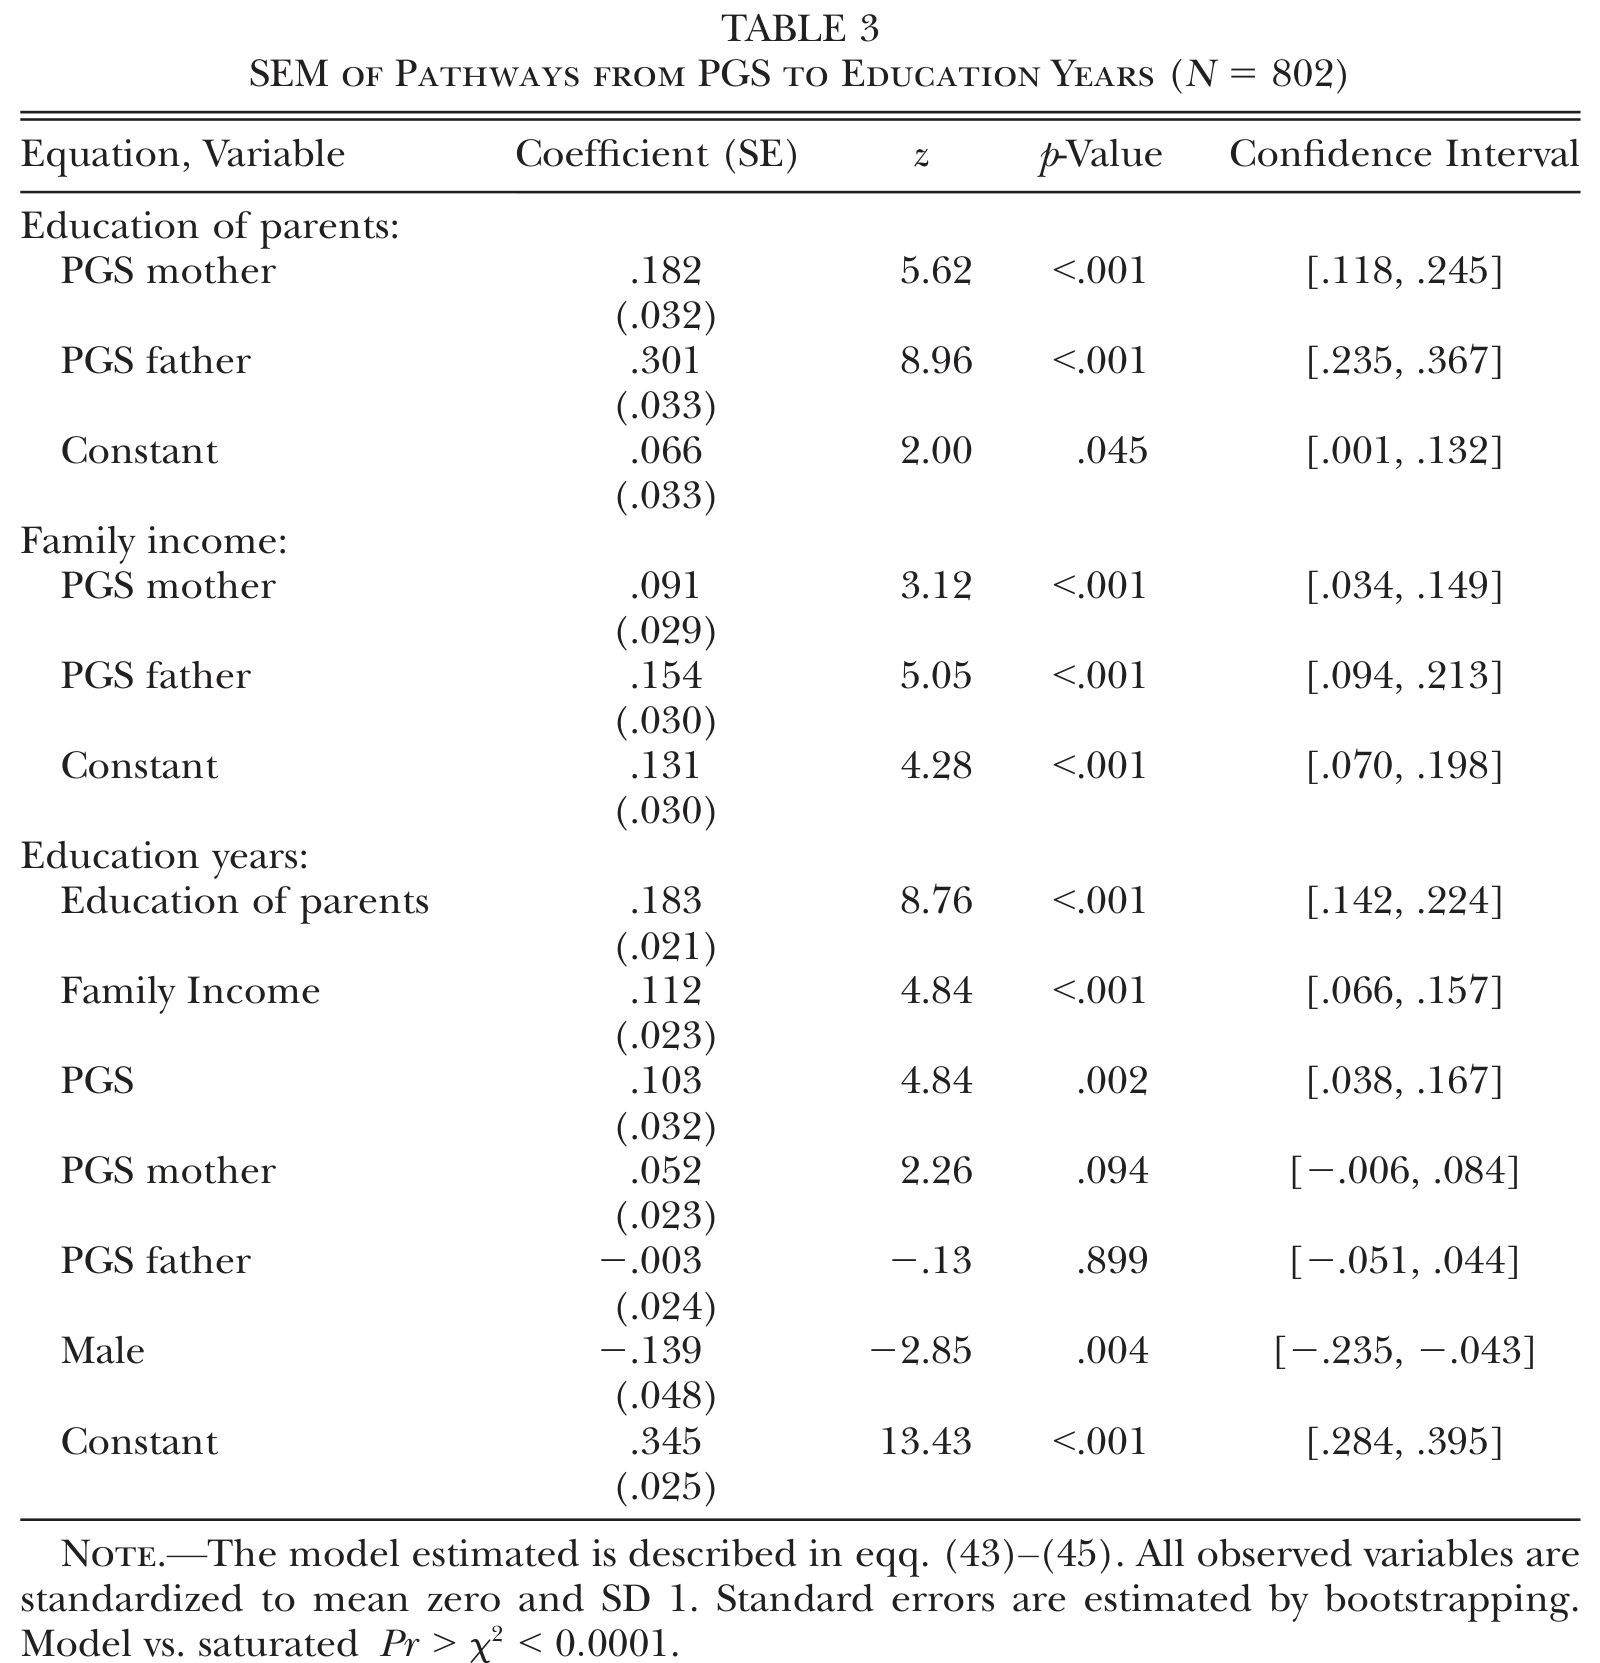 TABLE 3
SEM of Pathways from PGS to Education Years (N = 802)
Equation, Variable Coefficient (SE) z p-Value Confidence Interval
Education of parents:
PGS mother .182 5.62 <.001 [.118, .245]
(.032)
PGS father .301 8.96 <.001 [.235, .367]
(.033)
Constant .066 2.00 .045 [.001, .132]
(.033)
Family income:
PGS mother .091 3.12 <.001 [.034, .149]
(.029)
PGS father .154 5.05 <.001 [.094, .213]
(.030)
Constant .131 4.28 <.001 [.070, .198]
(.030)
Education years:
Education of parents .183 8.76 <.001 [.142, .224]
(.021)
Family Income .112 4.84 <.001 [.066, .157]
(.023)
PGS .103 4.84 .002 [.038, .167]
(.032)
PGS mother .052 2.26 .094 [−.006, .084]
(.023)
PGS father −.003 −.13 .899 [−.051, .044]
(.024)
Male −.139 −2.85 .004 [−.235, −.043]
(.048)
Constant .345 13.43 <.001 [.284, .395]
(.025)
Note.—The model estimated is described in eqq. (43)–(45). All observed variables are
standardized to mean zero and SD 1. Standard errors are estimated by bootstrapping.
Model vs. saturated Pr > χ² < 0.0001.